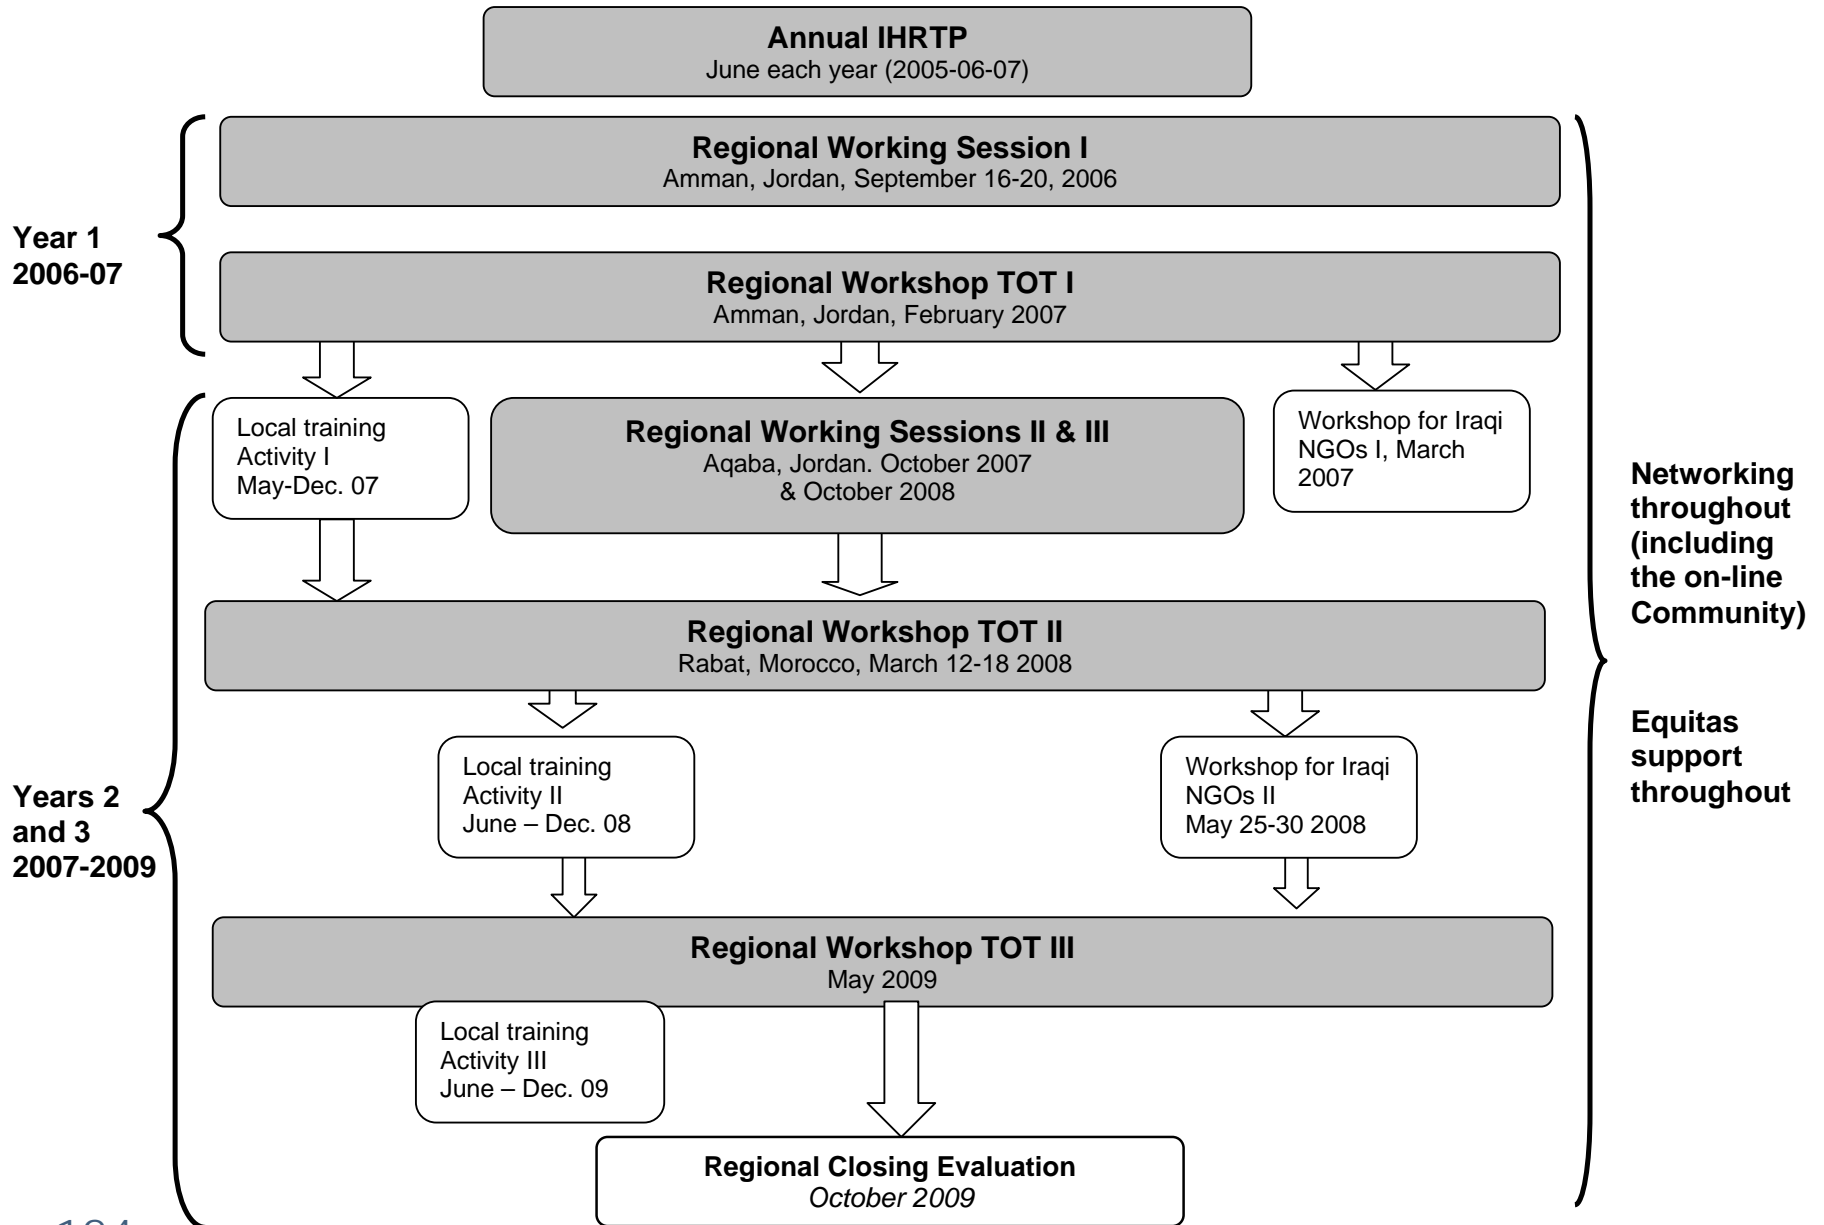 Annual IHRTP
June each year (2005-06-07)
Regional Working Session I
Amman, Jordan, September 16-20, 2006
Year 1
2006-07
Regional Workshop TOT I
Amman, Jordan, February 2007
Local training
Activity I
May-Dec. 07
Regional Working Sessions II & III
Aqaba, Jordan. October 2007
& October 2008
Workshop for Iraqi
NGOs I, March
2007
Networking
throughout
(including
the on-line
Community)
Regional Workshop TOT II
Rabat, Morocco, March 12-18 2008
Equitas
support
throughout
Years 2
and 3
2007-2009
Local training
Activity II
June – Dec. 08
Workshop for Iraqi
NGOs II
May 25-30 2008
Regional Workshop TOT III
May 2009
Local training
Activity III
June – Dec. 09
Regional Closing Evaluation
October 2009